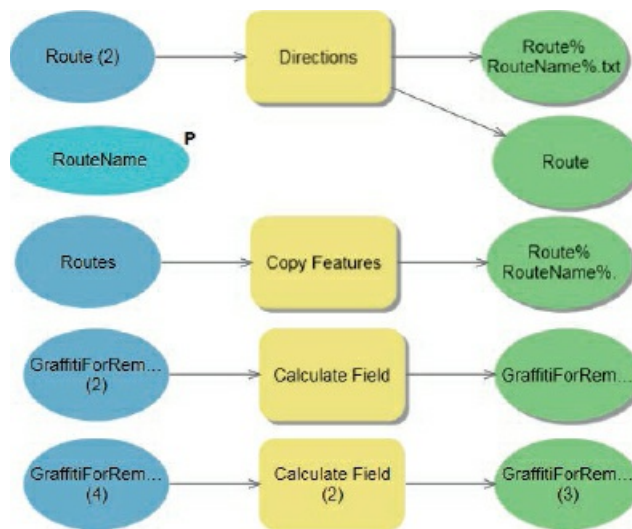 Route (2)
Directions
Route%
RouteName%.txt
P
RouteName
Route
Routes
Copy Features
Route%
RouteName%.
GraffitiForRem...
(2)
Calculate Field
GraffitiForRem...
GraffitiForRem...
(4)
Calculate Field
(2)
GraffitiForRem...
(3)